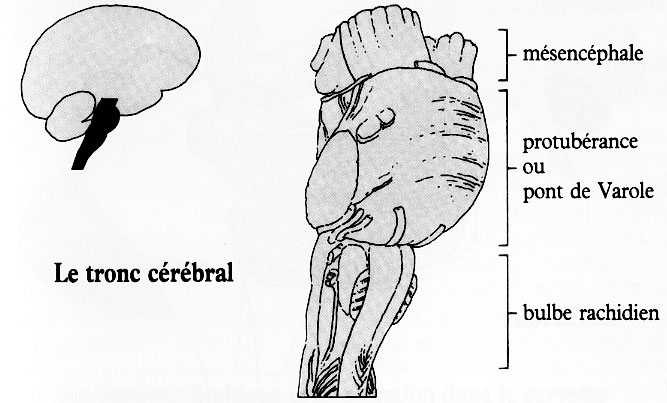 mésencéphale
protubérance
ou
pont de Varole
Le tronc cérébral
bulbe rachidien